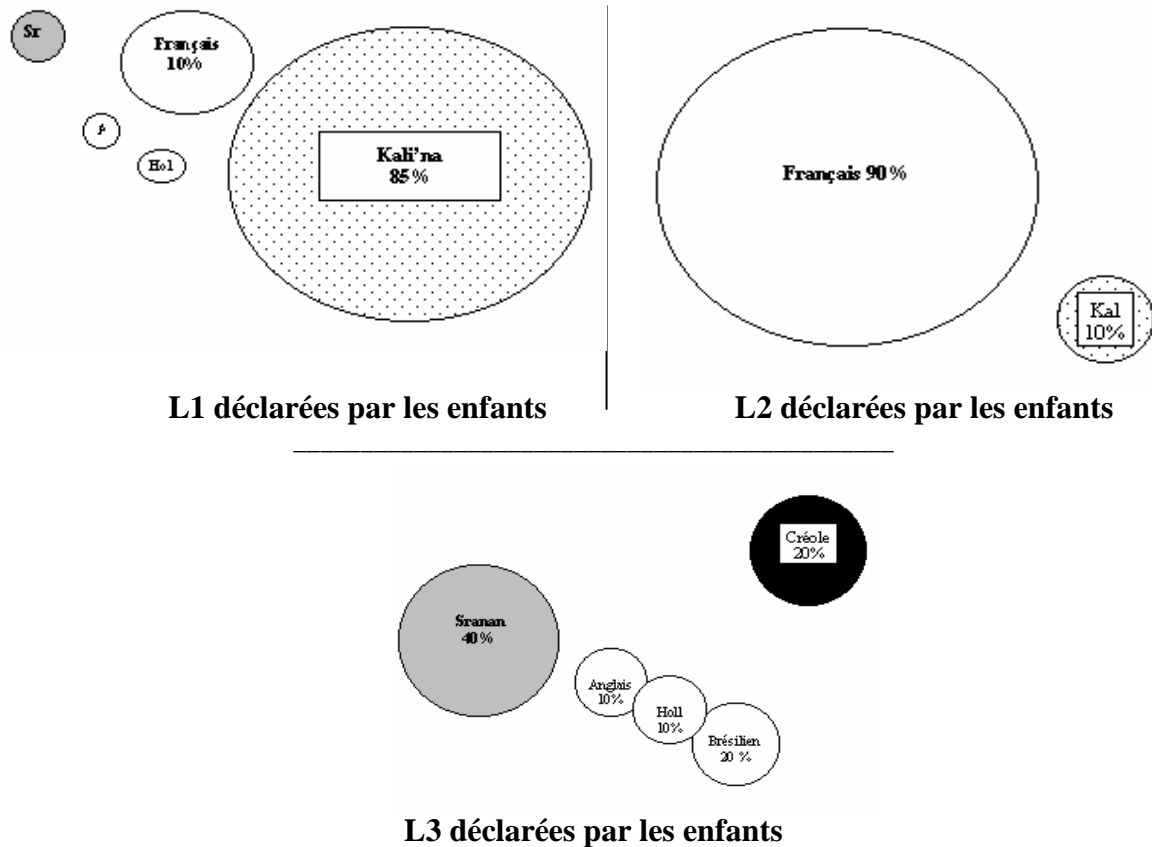 Sr
Français
10%
Hol
Kali’na
85%
Français 90%
Kal
10%
L1 déclarées par les enfants
L2 déclarées par les enfants
Créole
20%
Sranan
40%
Anglais
10%
Holl
10%
Brésilien
20 %
L3 déclarées par les enfants